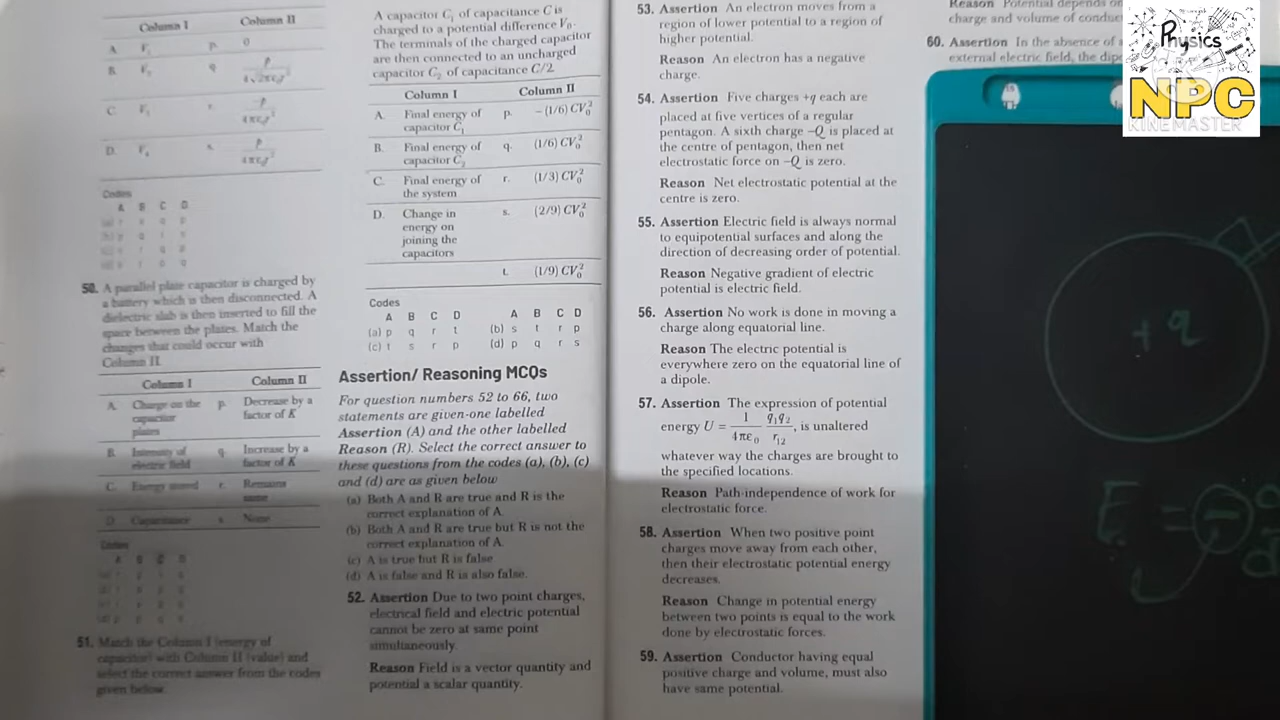 Column I Column II
A. F₁ p. 0
B. F₂ q.
C. F₃ r.
D. F₄ s.
Codes
A B C D
50. A parallel plate capacitor is charged by
a battery which is then disconnected. A
dielectric slab is then inserted to fill the
space between the plates. Match the
changes that could occur with
Column II.
Column I Column II
A. Charge on the capacitor plates p. Decrease by a factor of K
B. Intensity of electric field q. Increase by a factor of K
C. Energy stored r. Remains same
D. Capacitance s. None
Codes
A B C D
51. Match the Column I (energy of
capacitor) with Column II (value) and
select the correct answer from the codes
given below.
A capacitor C₁ of capacitance C is
charged to a potential difference V₀.
The terminals of the charged capacitor
are then connected to an uncharged
capacitor C₂ of capacitance C/2.
Column I Column II
A. Final energy of capacitor C₁ p. −(1/6) CV₀²
B. Final energy of capacitor C₂ q. (1/6) CV₀²
C. Final energy of the system r. (1/3) CV₀²
D. Change in energy on joining the capacitors s. (2/9) CV₀²
t. (1/9) CV₀²
Codes
A B C D A B C D
(a) p q r t (b) s t r p
(c) t s r p (d) p q r s
Assertion/ Reasoning MCQs
For question numbers 52 to 66, two
statements are given-one labelled
Assertion (A) and the other labelled
Reason (R). Select the correct answer to
these questions from the codes (a), (b), (c)
and (d) are as given below
(a) Both A and R are true and R is the
correct explanation of A.
(b) Both A and R are true but R is not the
correct explanation of A.
(c) A is true but R is false
(d) A is false and R is also false.
52. Assertion Due to two point charges,
electrical field and electric potential
cannot be zero at same point
simultaneously.
Reason Field is a vector quantity and
potential a scalar quantity.
53. Assertion An electron moves from a
region of lower potential to a region of
higher potential.
Reason An electron has a negative
charge.
54. Assertion Five charges +q each are
placed at five vertices of a regular
pentagon. A sixth charge −Q is placed at
the centre of pentagon, then net
electrostatic force on −Q is zero.
Reason Net electrostatic potential at the
centre is zero.
55. Assertion Electric field is always normal
to equipotential surfaces and along the
direction of decreasing order of potential.
Reason Negative gradient of electric
potential is electric field.
56. Assertion No work is done in moving a
charge along equatorial line.
Reason The electric potential is
everywhere zero on the equatorial line of
a dipole.
57. Assertion The expression of potential
energy U = 1/4πε₀ q₁q₂/r₁₂, is unaltered
whatever way the charges are brought to
the specified locations.
Reason Path-independence of work for
electrostatic force.
58. Assertion When two positive point
charges move away from each other,
then their electrostatic potential energy
decreases.
Reason Change in potential energy
between two points is equal to the work
done by electrostatic forces.
59. Assertion Conductor having equal
positive charge and volume, must also
have same potential.
Reason Potential depends on
charge and volume of
60. Assertion In the absence of
external electric field, the
Physics
NPC
KINEMASTER
+ q
E = −